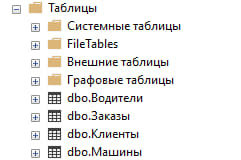 Таблицы
Системные таблицы
FileTables
Внешние таблицы
Графовые таблицы
dbo.Водители
dbo.Заказы
dbo.Клиенты
dbo.Машины